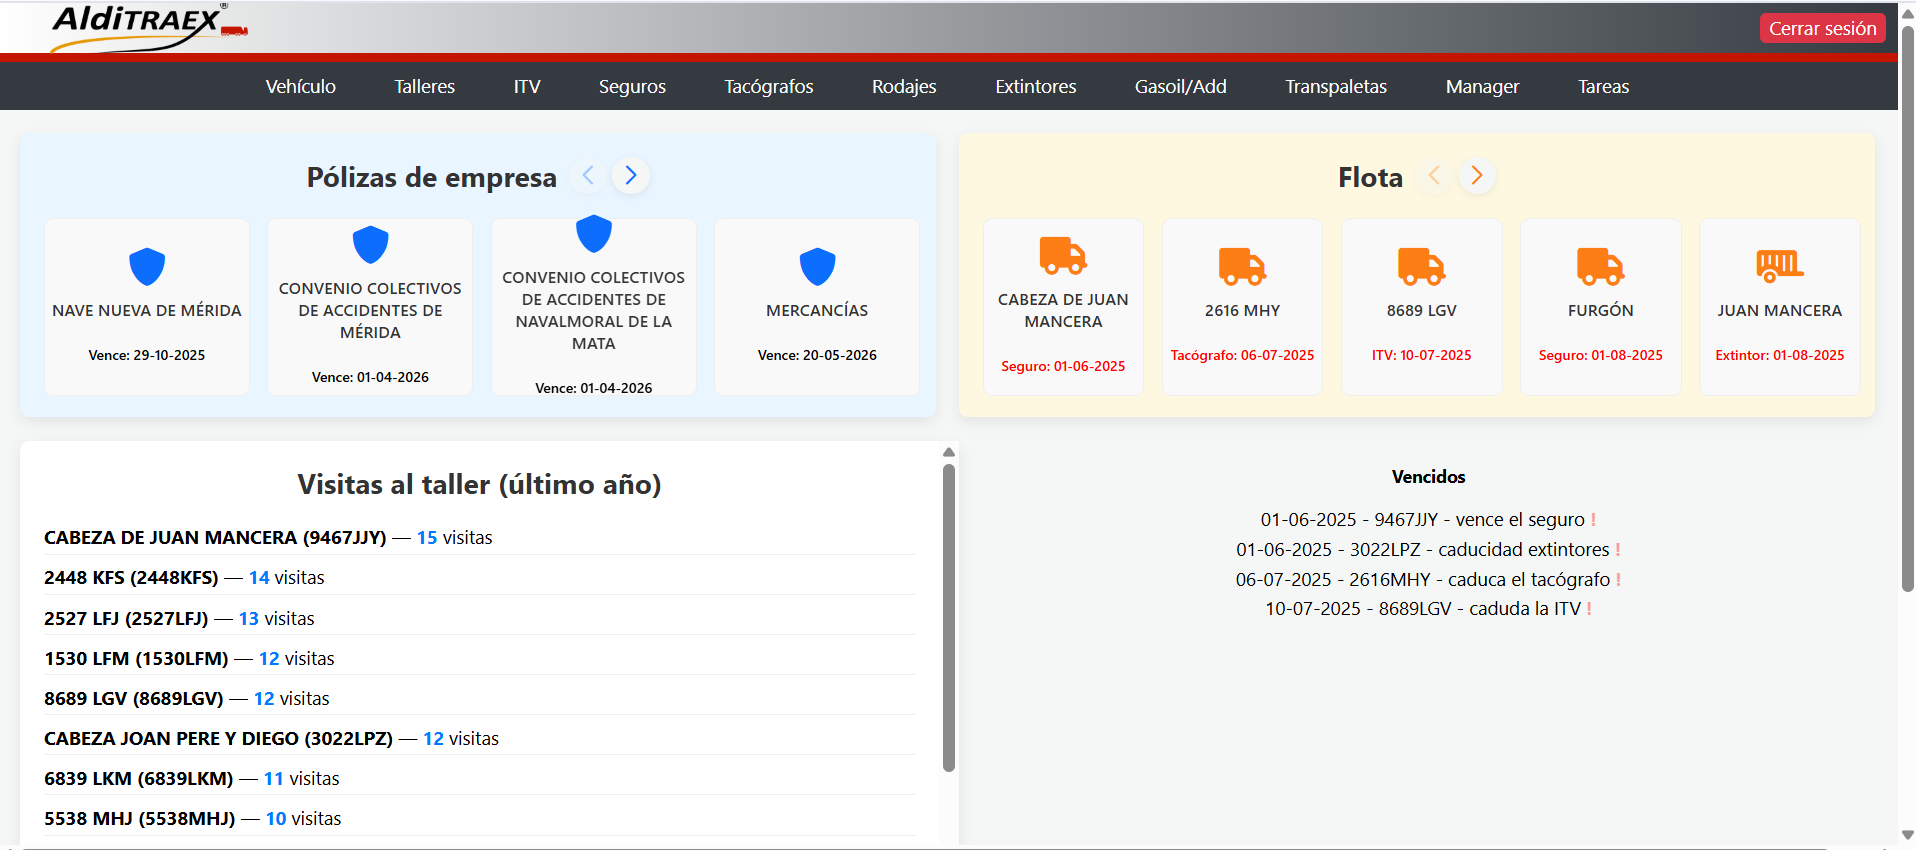 AldiTRAEX®
Cerrar sesión
Vehículo Talleres ITV Seguros Tacógrafos Rodajes Extintores Gasoil/Add Transpaletas Manager Tareas
Pólizas de empresa
NAVE NUEVA DE MÉRIDA
Vence: 29-10-2025
CONVENIO COLECTIVOS
DE ACCIDENTES DE
MÉRIDA
Vence: 01-04-2026
CONVENIO COLECTIVOS
DE ACCIDENTES DE
NAVALMORAL DE LA
MATA
Vence: 01-04-2026
MERCANCÍAS
Vence: 20-05-2026
Flota
CABEZA DE JUAN
MANCERA
Seguro: 01-06-2025
2616 MHY
Tacógrafo: 06-07-2025
8689 LGV
ITV: 10-07-2025
FURGÓN
Seguro: 01-08-2025
JUAN MANCERA
Extintor: 01-08-2025
Visitas al taller (último año)
CABEZA DE JUAN MANCERA (9467JJY) — 15 visitas
2448 KFS (2448KFS) — 14 visitas
2527 LFJ (2527LFJ) — 13 visitas
1530 LFM (1530LFM) — 12 visitas
8689 LGV (8689LGV) — 12 visitas
CABEZA JOAN PERE Y DIEGO (3022LPZ) — 12 visitas
6839 LKM (6839LKM) — 11 visitas
5538 MHJ (5538MHJ) — 10 visitas
Vencidos
01-06-2025 - 9467JJY - vence el seguro !
01-06-2025 - 3022LPZ - caducidad extintores !
06-07-2025 - 2616MHY - caduca el tacógrafo !
10-07-2025 - 8689LGV - caduda la ITV !